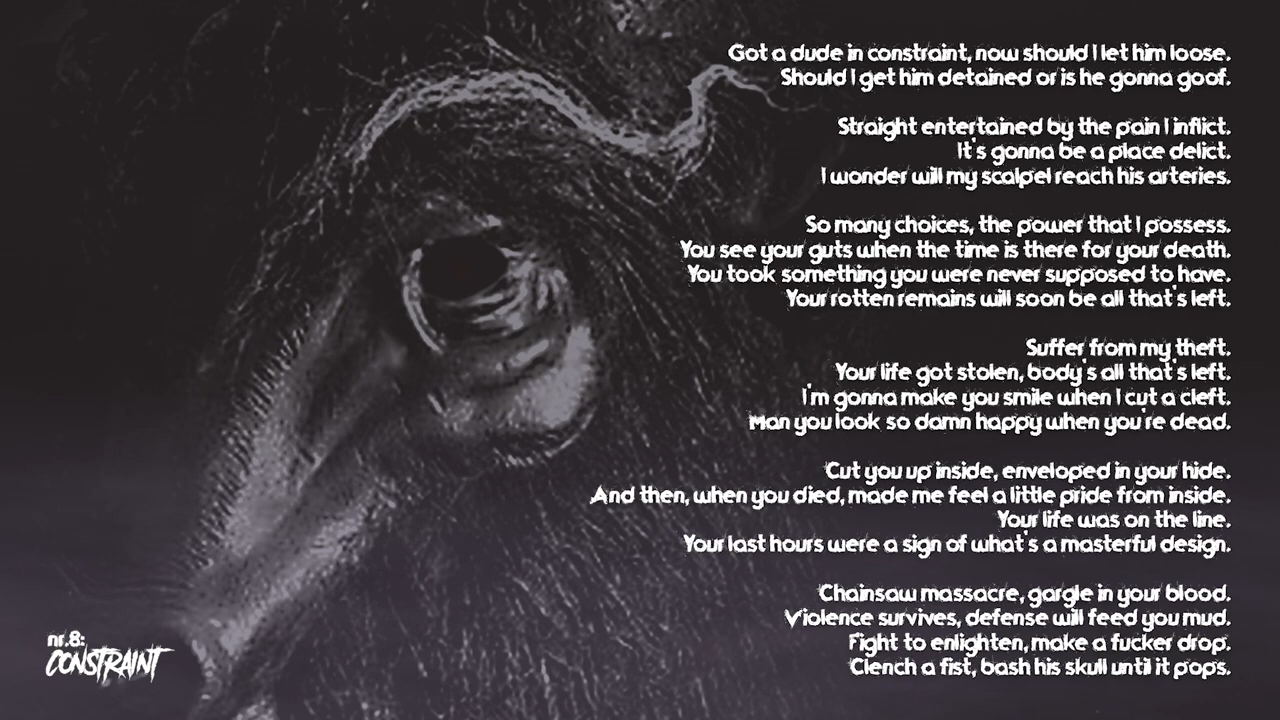 Got a dude in constraint, now should I let him loose.
Should I get him detained or is he gonna goof.
Straight entertained by the pain I inflict.
It's gonna be a place delict.
I wonder will my scalpel reach his arteries.
So many choices, the power that I possess.
You see your guts when the time is there for your death.
You took something you were never supposed to have.
Your rotten remains will soon be all that's left.
Suffer from my theft.
Your life got stolen, body's all that's left.
I'm gonna make you smile when I cut a cleft.
Man you look so damn happy when you're dead.
Cut you up inside, enveloped in your hide.
And then, when you died, made me feel a little pride from inside.
Your life was on the line.
Your last hours were a sign of what's a masterful design.
Chainsaw massacre, gargle in your blood.
Violence survives, defense will feed you mud.
Fight to enlighten, make a fucker drop.
Clench a fist, bash his skull until it pops.
nr.8:
CONSTRAINT